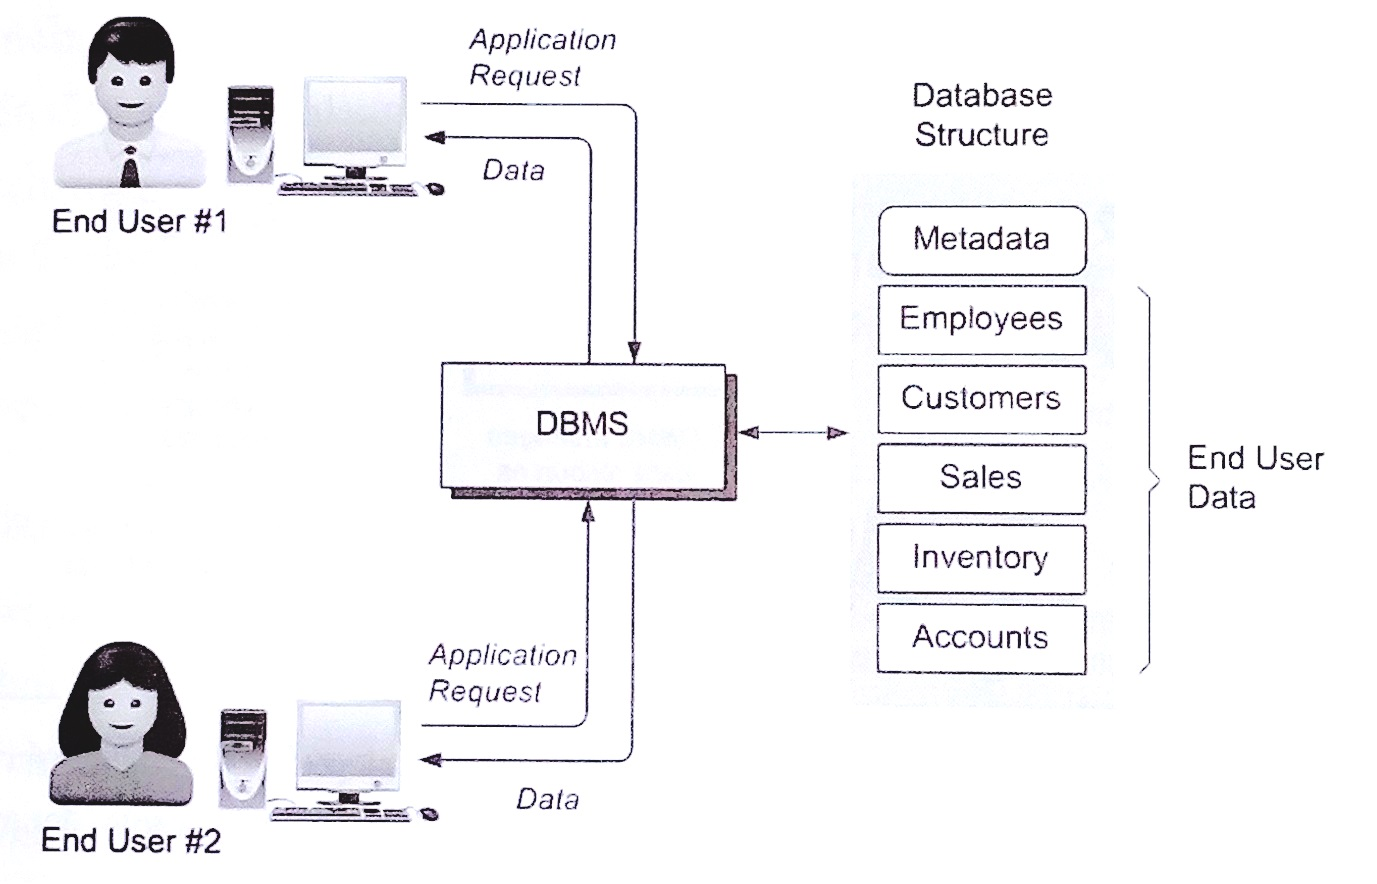 Application
Request
Data
End User #1
Database
Structure
Metadata
Employees
Customers
Sales
Inventory
Accounts
End User
Data
DBMS
Application
Request
Data
End User #2